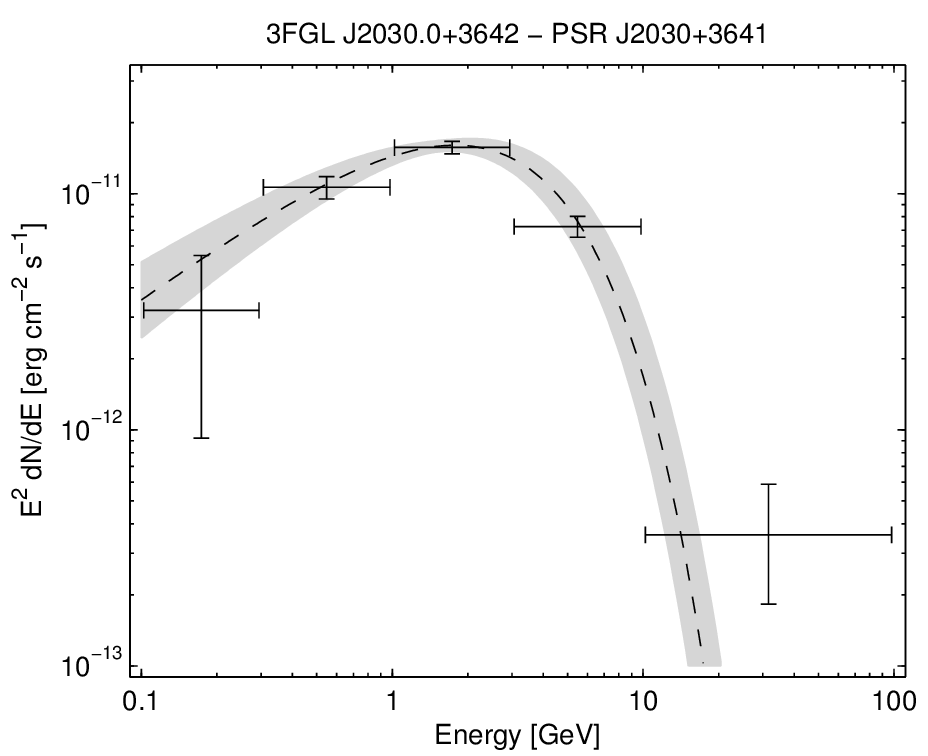 3FGL J2030.0+3642 − PSR J2030+3641
E² dN/dE [erg cm⁻² s⁻¹]
10⁻¹¹
10⁻¹²
10⁻¹³
0.1 1 10 100
Energy [GeV]